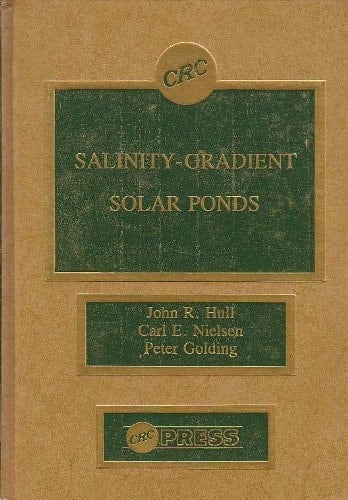 CRC
SALINITY-GRADIENT
SOLAR PONDS
John R. Hull
Carl E. Nielsen
Peter Golding
CRC PRESS